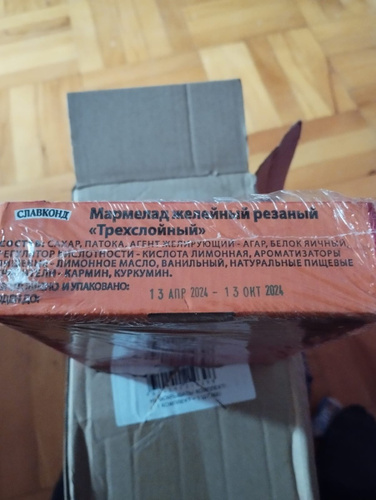 СЛАВКОНД
Мармелад желейный резаный
«Трехслойный»
САХАР, ПАТОКА, АГЕНТ ЖЕЛИРУЮЩИЙ - АГАР, БЕЛОК ЯИЧНЫЙ,
КИСЛОТНОСТИ - КИСЛОТА ЛИМОННАЯ, АРОМАТИЗАТОРЫ
ЛИМОННОЕ МАСЛО, ВАНИЛЬНЫЙ, НАТУРАЛЬНЫЕ ПИЩЕВЫЕ
КАРМИН, КУРКУМИН.
И УПАКОВАНО:
13 АПР 2024 - 13 ОКТ 2024